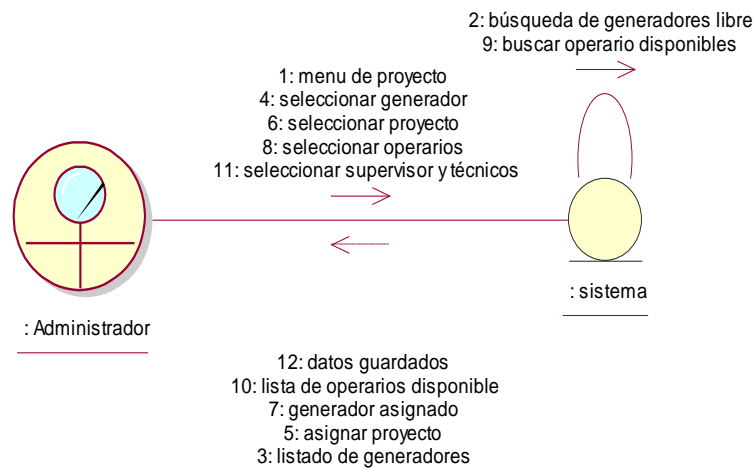 2: búsqueda de generadores libre
9: buscar operario disponibles
1: menu de proyecto
4: seleccionar generador
6: seleccionar proyecto
8: seleccionar operarios
11: seleccionar supervisor y técnicos
: sistema
: Administrador
12: datos guardados
10: lista de operarios disponible
7: generador asignado
5: asignar proyecto
3: listado de generadores